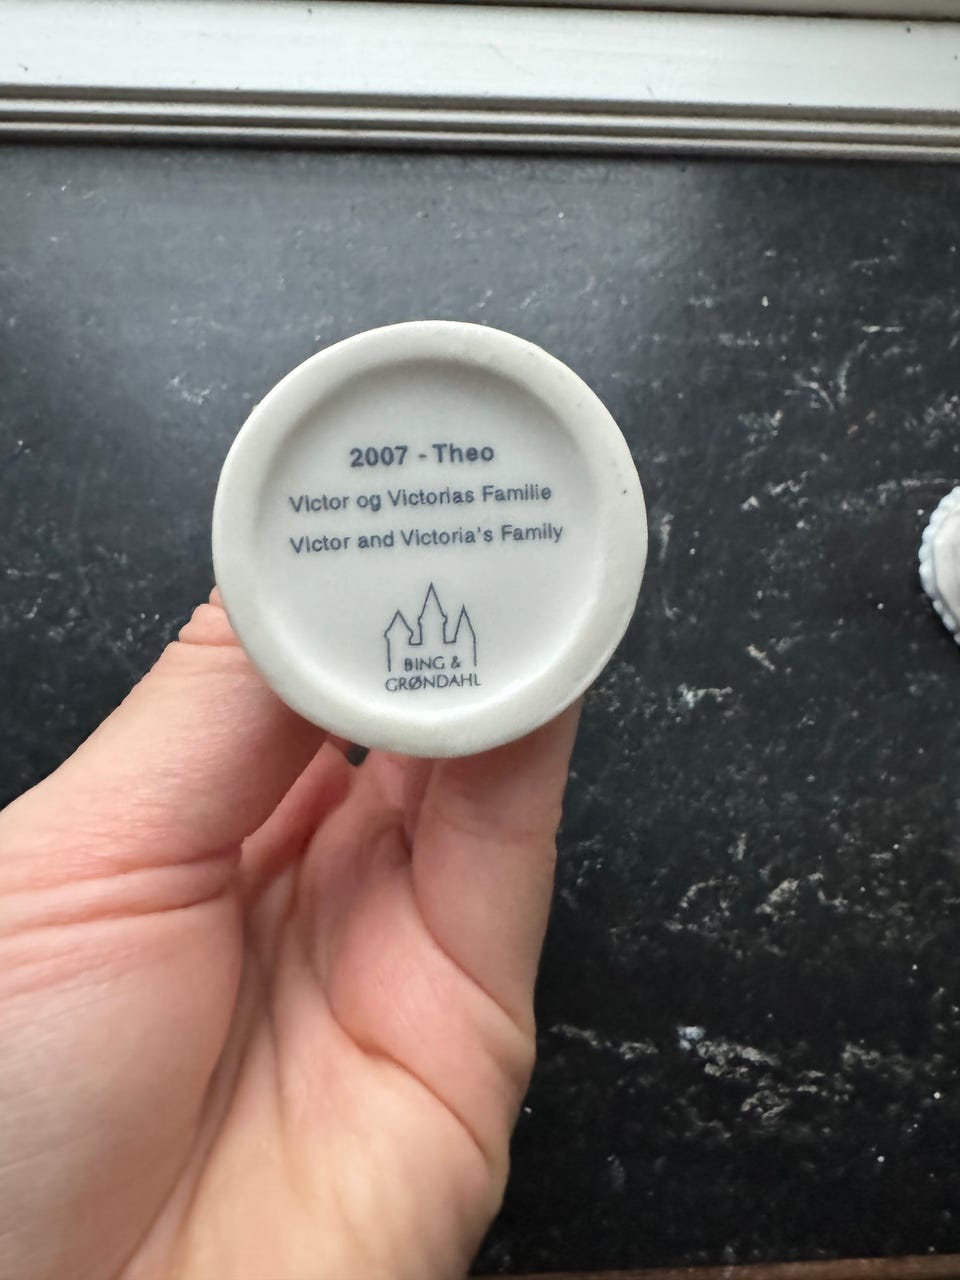 2007 - Theo
Victor og Victorias Familie
Victor and Victoria's Family
BING &
GRØNDAHL